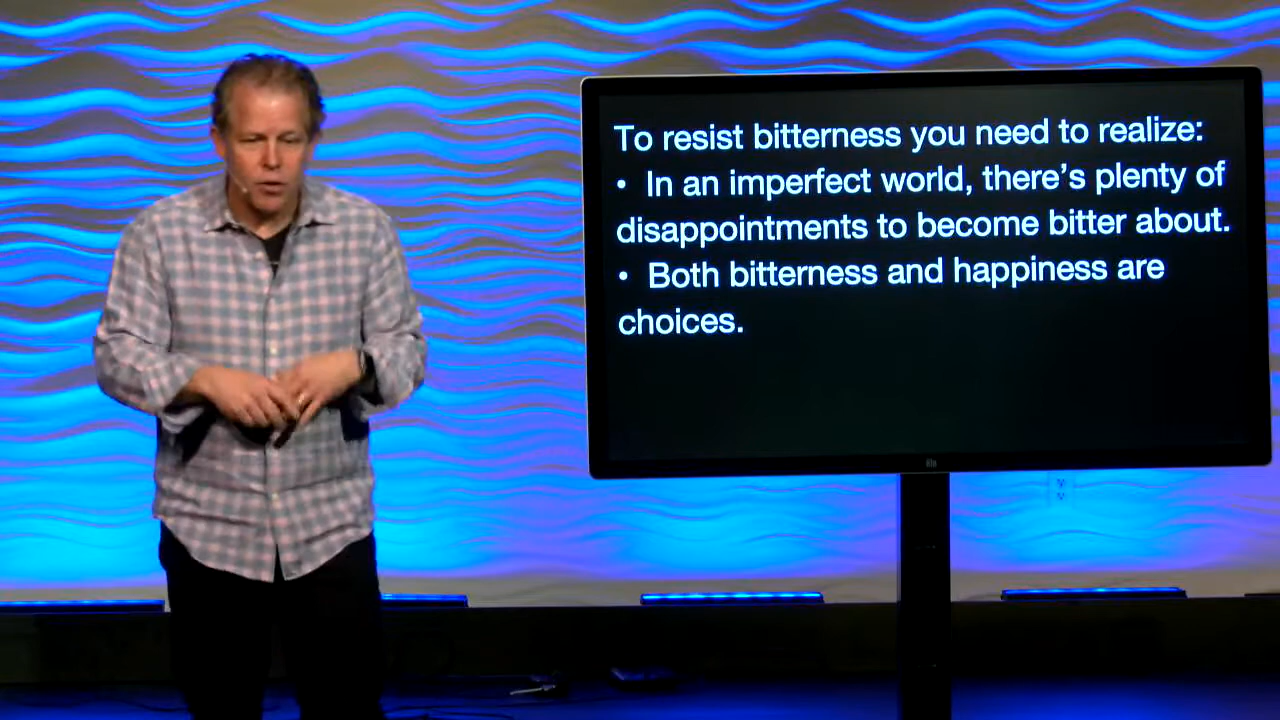 To resist bitterness you need to realize:
• In an imperfect world, there's plenty of
disappointments to become bitter about.
• Both bitterness and happiness are
choices.
elo